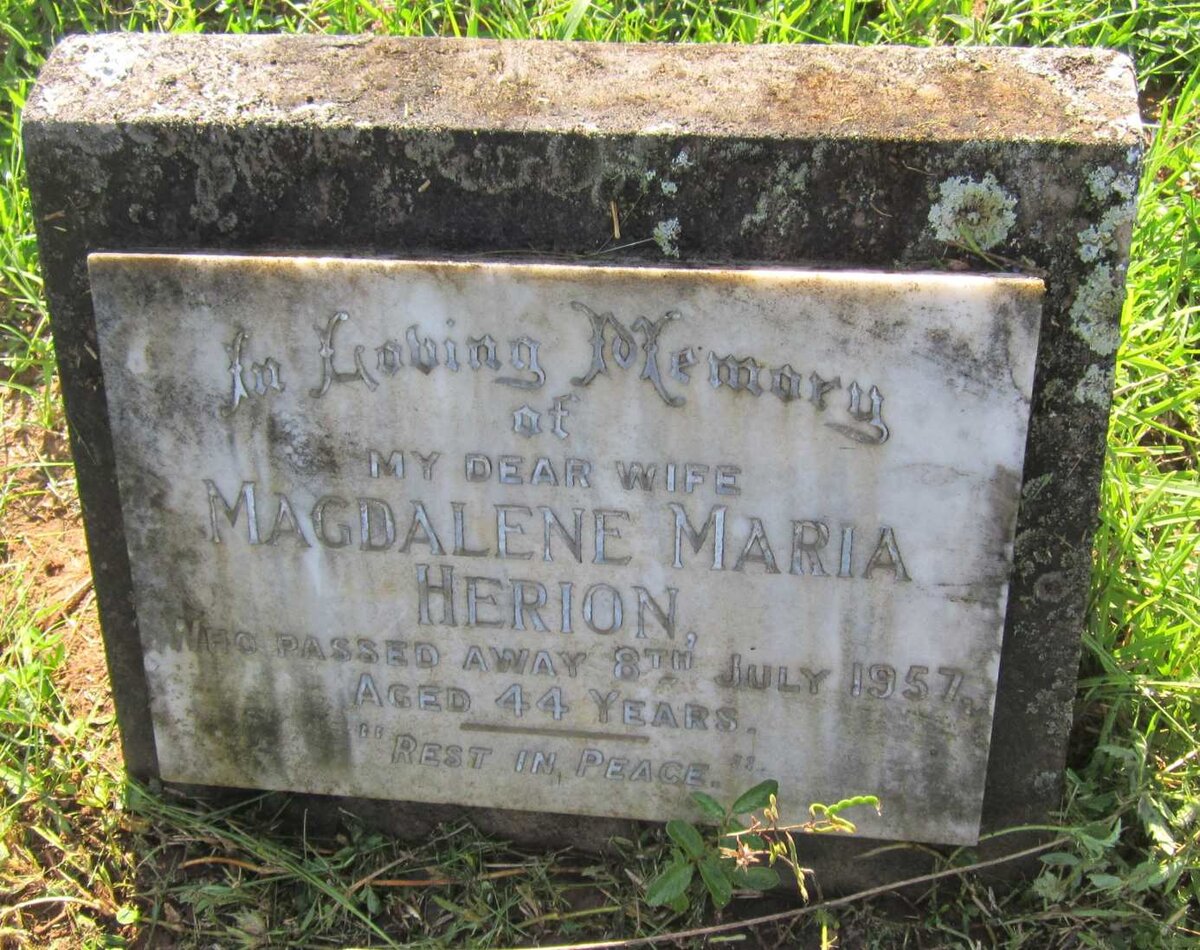 In Loving Memory
of
MY DEAR WIFE
MAGDALENE MARIA
HERION,
WHO PASSED AWAY 8TH JULY 1957,
AGED 44 YEARS.
"REST IN PEACE."